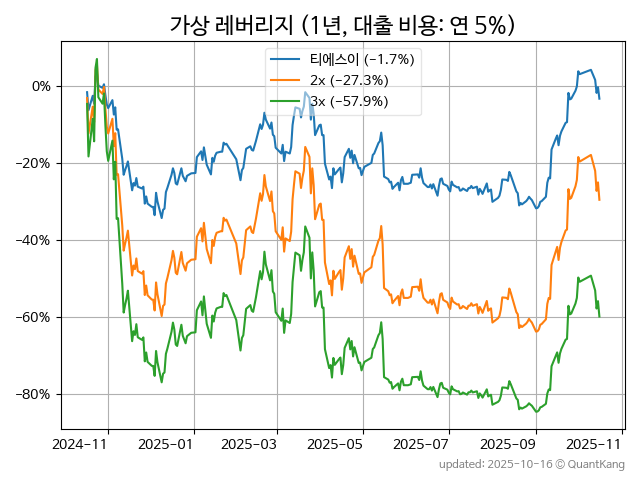 가상 레버리지 (1년, 대출 비용: 연 5%)
티에스이 (−1.7%)
2x (−27.3%)
3x (−57.9%)
0%
−20%
−40%
−60%
−80%
2024−11 2025−01 2025−03 2025−05 2025−07 2025−09 2025−11
updated: 2025-10-16 © QuantKang